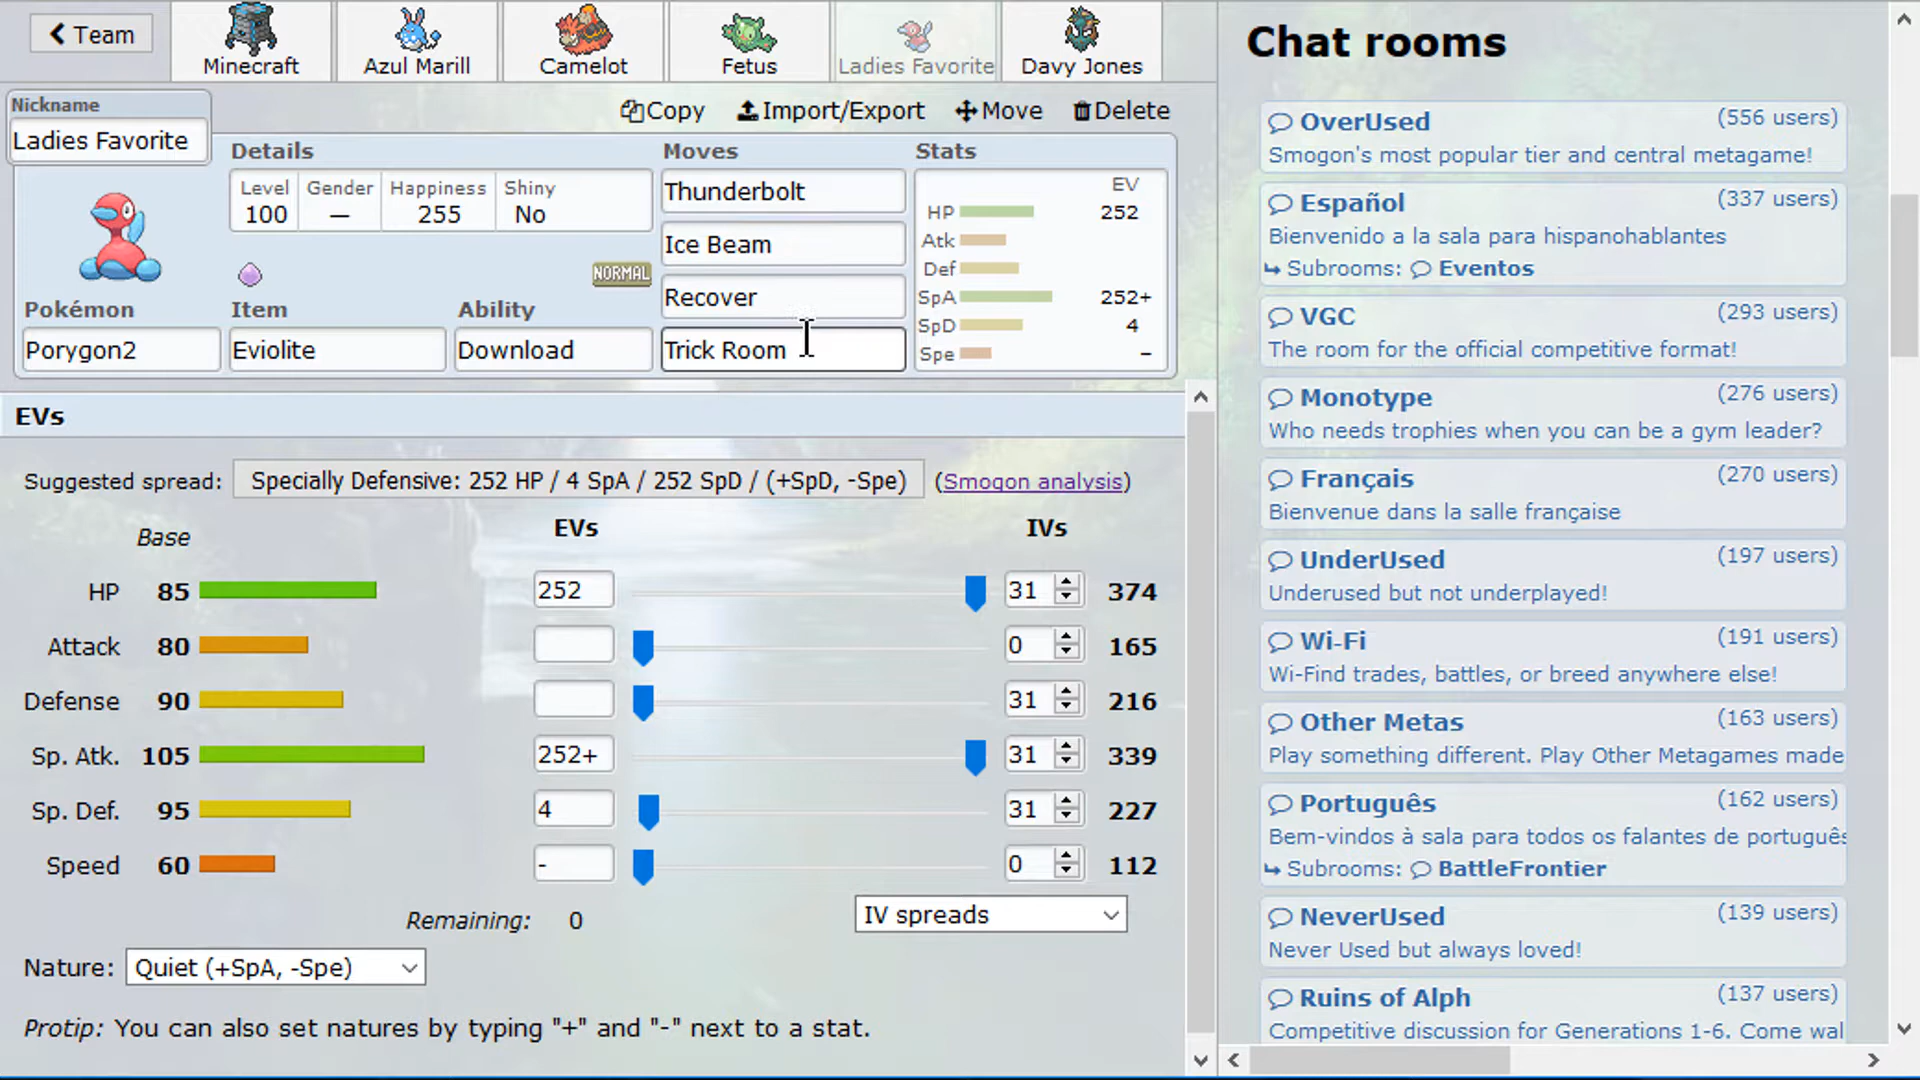 Team
Minecraft
Azul Marill
Camelot
Fetus
Ladies Favorite
Davy Jones
Nickname
Ladies Favorite
Copy
Import/Export
Move
Delete
Details
Moves
Stats
Level
Gender
Happiness
Shiny
100
—
255
No
NORMAL
Pokémon
Item
Ability
Porygon2
Eviolite
Download
Thunderbolt
Ice Beam
Recover
Trick Room
EV
HP 252
Atk
Def
SpA 252+
SpD 4
Spe –
EVs
Suggested spread: Specially Defensive: 252 HP / 4 SpA / 252 SpD / (+SpD, -Spe) (Smogon analysis)
Base EVs IVs
HP 85 252 31 374
Attack 80 0 165
Defense 90 31 216
Sp. Atk. 105 252+ 31 339
Sp. Def. 95 4 31 227
Speed 60 - 0 112
Remaining: 0
IV spreads
Nature: Quiet (+SpA, -Spe)
Protip: You can also set natures by typing "+" and "-" next to a stat.
Chat rooms
OverUsed (556 users)
Smogon's most popular tier and central metagame!
Español (337 users)
Bienvenido a la sala para hispanohablantes
↳ Subrooms: Eventos
VGC (293 users)
The room for the official competitive format!
Monotype (276 users)
Who needs trophies when you can be a gym leader?
Français (270 users)
Bienvenue dans la salle française
UnderUsed (197 users)
Underused but not underplayed!
Wi-Fi (191 users)
Wi-Find trades, battles, or breed anywhere else!
Other Metas (163 users)
Play something different. Play Other Metagames made
Português (162 users)
Bem-vindos à sala para todos os falantes de português
↳ Subrooms: BattleFrontier
NeverUsed (139 users)
Never Used but always loved!
Ruins of Alph (137 users)
Competitive discussion for Generations 1-6. Come wal